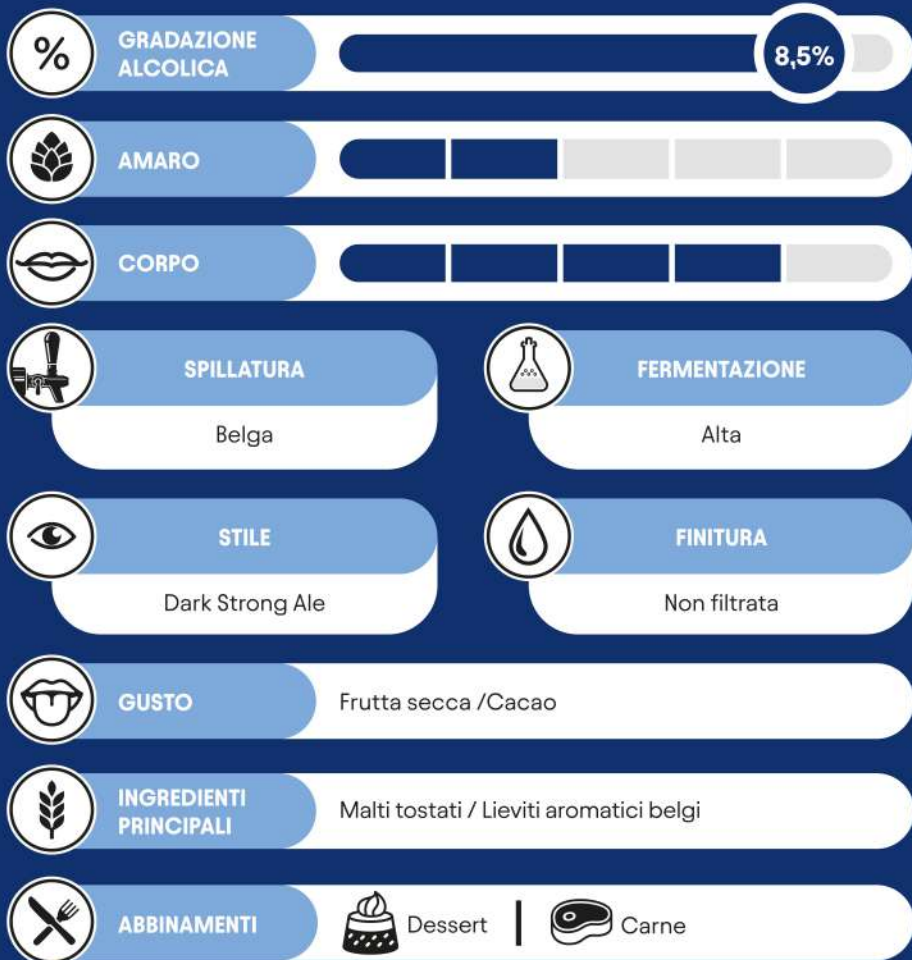 %
GRADAZIONE
ALCOLICA
8,5%
AMARO
CORPO
SPILLATURA
Belga
FERMENTAZIONE
Alta
STILE
Dark Strong Ale
FINITURA
Non filtrata
GUSTO
Frutta secca /Cacao
INGREDIENTI
PRINCIPALI
Malti tostati / Lieviti aromatici belgi
ABBINAMENTI
Dessert | Carne